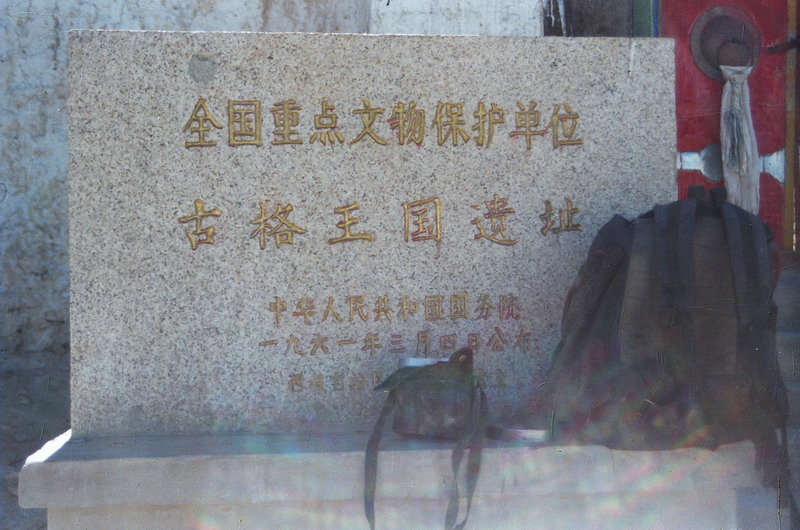 全国重点文物保护单位
古格王国遗址
中华人民共和国国务院
一九六一年三月四日公布